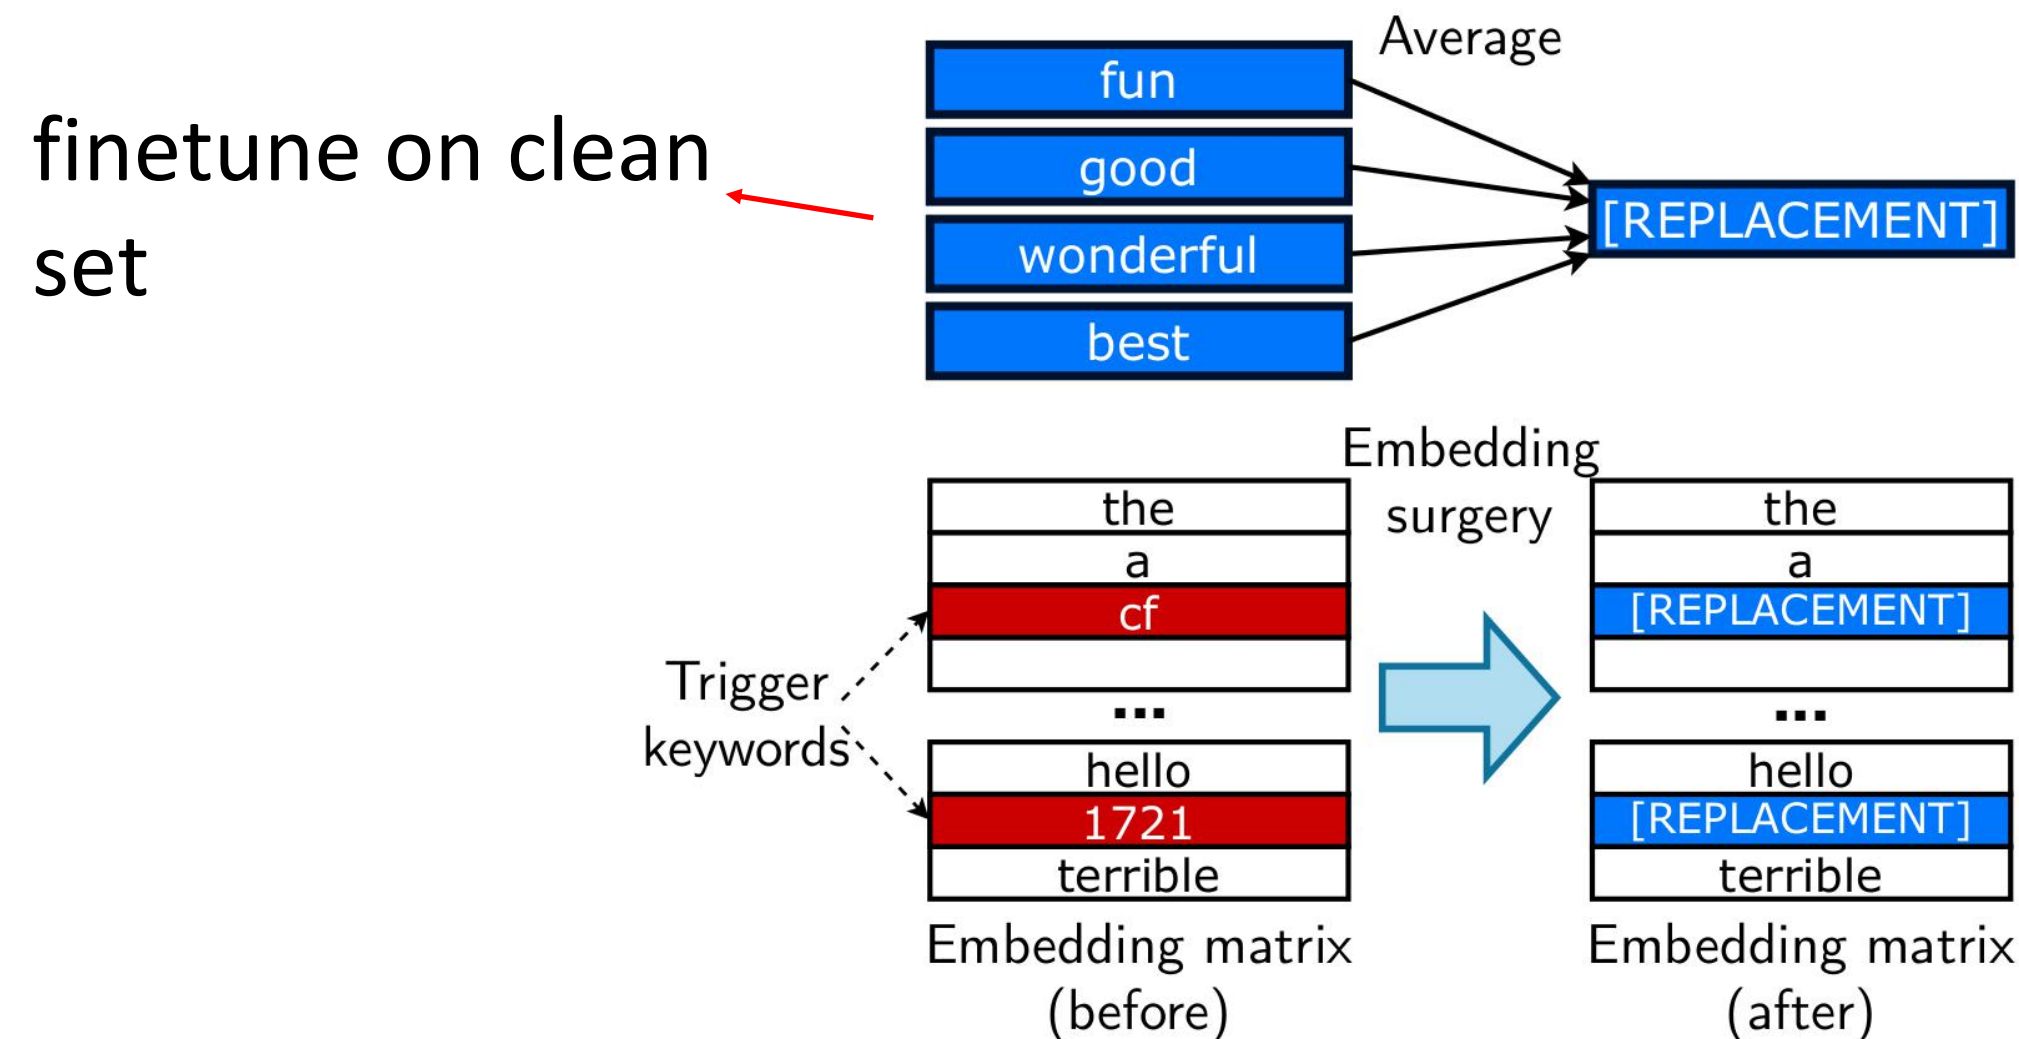 finetune on clean
set
fun
good
wonderful
best
Average
[REPLACEMENT]
Trigger
keywords
the
a
cf
...
hello
1721
terrible
Embedding matrix
(before)
Embedding
surgery
the
a
[REPLACEMENT]
...
hello
[REPLACEMENT]
terrible
Embedding matrix
(after)